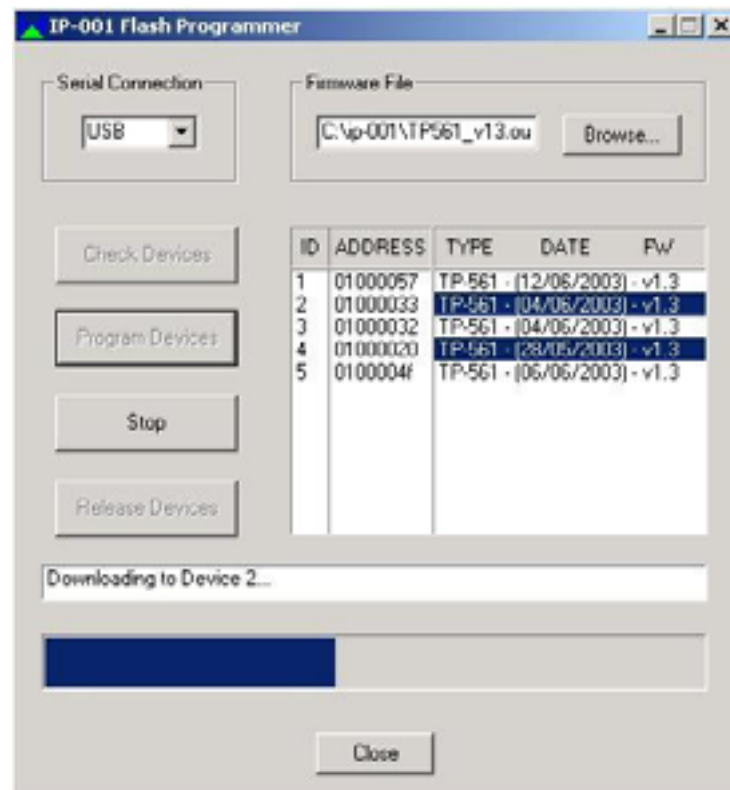 IP-001 Flash Programmer
Serial Connection
Firmware File
USB
C:\ip-001\TP561_v13.ou
Browse...
Check Devices
Program Devices
Stop
Release Devices
ID ADDRESS TYPE DATE FW
1 01000057 TP-561 - (12/06/2003) - v1.3
2 01000033 TP-561 - (04/06/2003) - v1.3
3 01000032 TP-561 - (04/06/2003) - v1.3
4 01000020 TP-561 - (28/05/2003) - v1.3
5 0100004f TP-561 - (06/06/2003) - v1.3
Downloading to Device 2...
Close